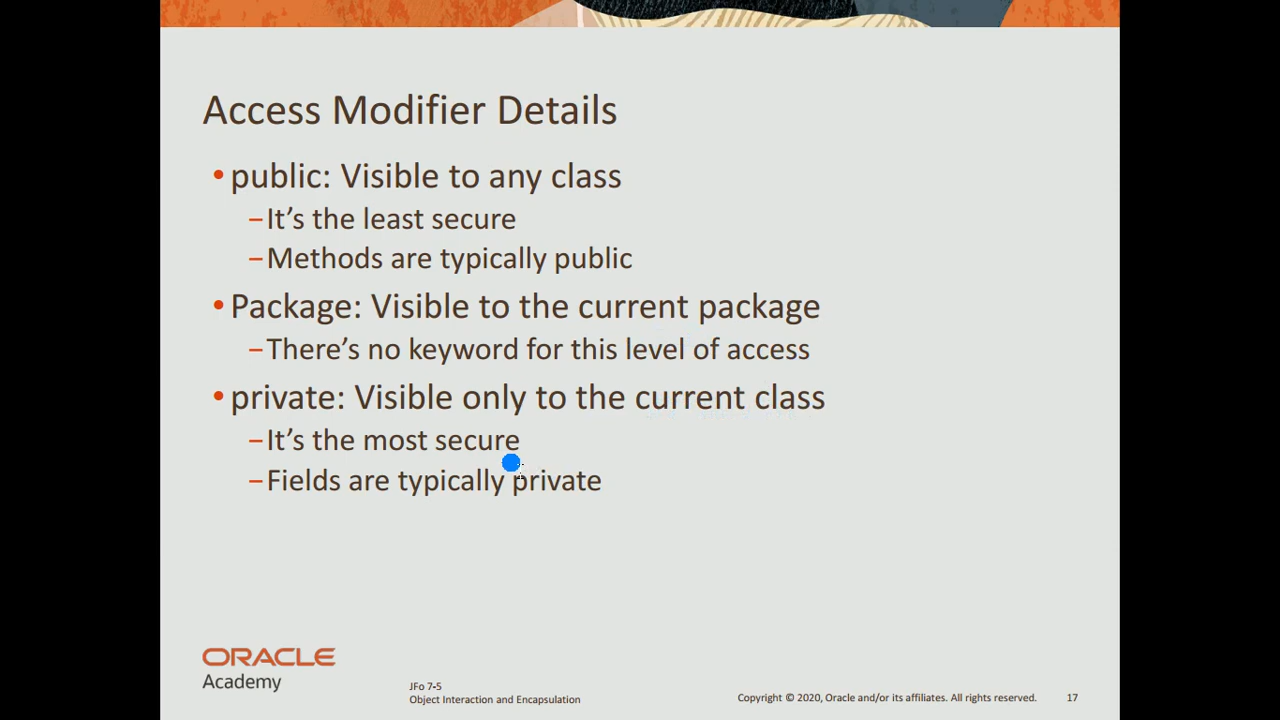 Access Modifier Details
•public: Visible to any class
–It’s the least secure
–Methods are typically public
•Package: Visible to the current package
–There’s no keyword for this level of access
•private: Visible only to the current class
–It’s the most secure
–Fields are typically private
ORACLE
Academy
JFo 7-5
Object Interaction and Encapsulation
Copyright © 2020, Oracle and/or its affiliates. All rights reserved.
17